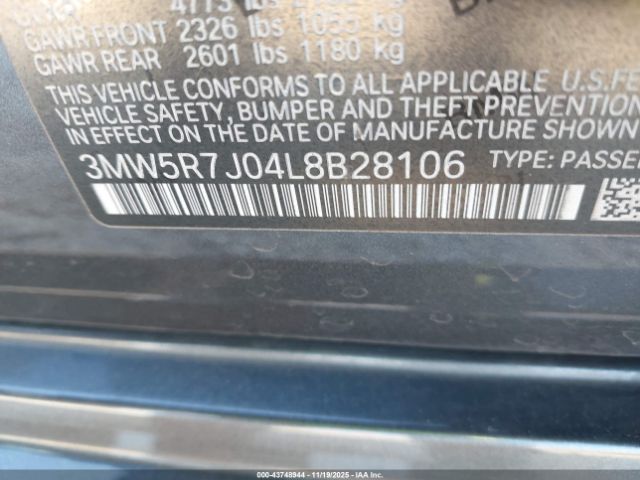 GAWR FRONT 2326 lbs 1055 kg
GAWR REAR 2601 lbs 1180 kg
THIS VEHICLE CONFORMS TO ALL APPLICABLE U.S.FE
VEHICLE SAFETY, BUMPER AND THEFT PREVENTION
IN EFFECT ON THE DATE OF MANUFACTURE SHOWN
3MW5R7J04L8B28106 TYPE: PASSE
000-43748944 — 11/19/2025 — IAA Inc.